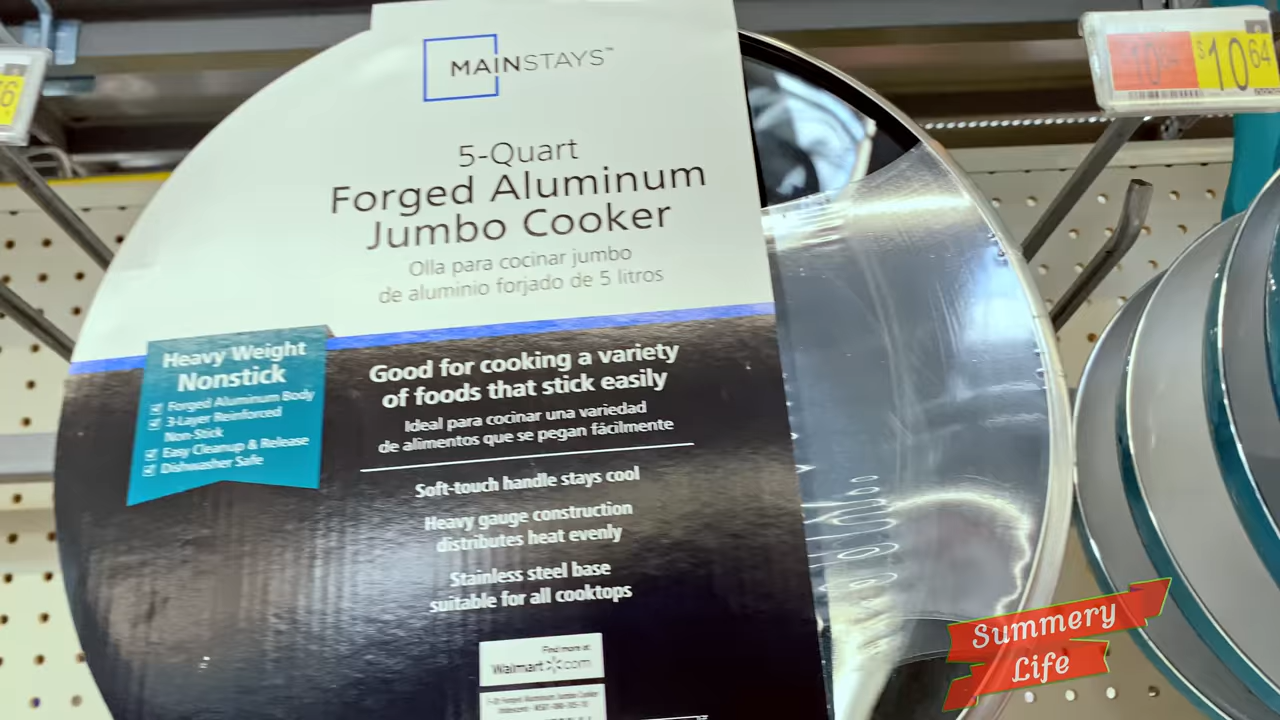 MAINSTAYS™
5-Quart
Forged Aluminum
Jumbo Cooker
Olla para cocinar jumbo
de aluminio forjado de 5 litros
Heavy Weight
Nonstick
Forged Aluminum Body
3-Layer Reinforced
Non-Stick
Easy Cleanup & Release
Dishwasher Safe
Good for cooking a variety
of foods that stick easily
Ideal para cocinar una variedad
de alimentos que se pegan fácilmente
Soft-touch handle stays cool
Heavy gauge construction
distributes heat evenly
Stainless steel base
suitable for all cooktops
Find more at
Walmart.com
$10 64
6
Summery
Life